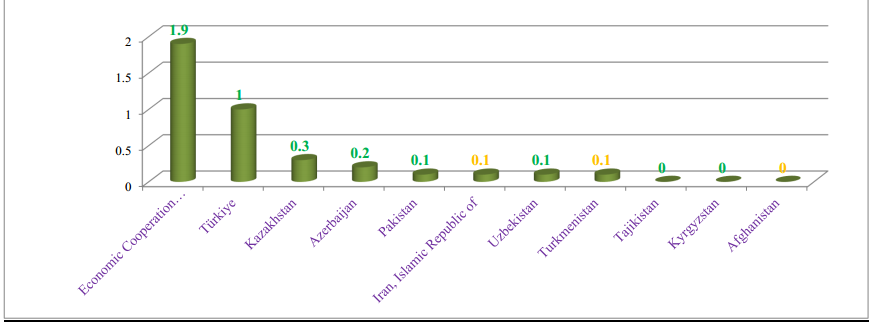 1.9
2
1.5
1
0.5
0
1
0.3
0.2
0.1
0.1
0.1
0.1
0
0
0
Economic Cooperation…
Türkiye
Kazakhstan
Azerbaijan
Pakistan
Iran, Islamic Republic of
Uzbekistan
Turkmenistan
Tajikistan
Kyrgyzstan
Afghanistan